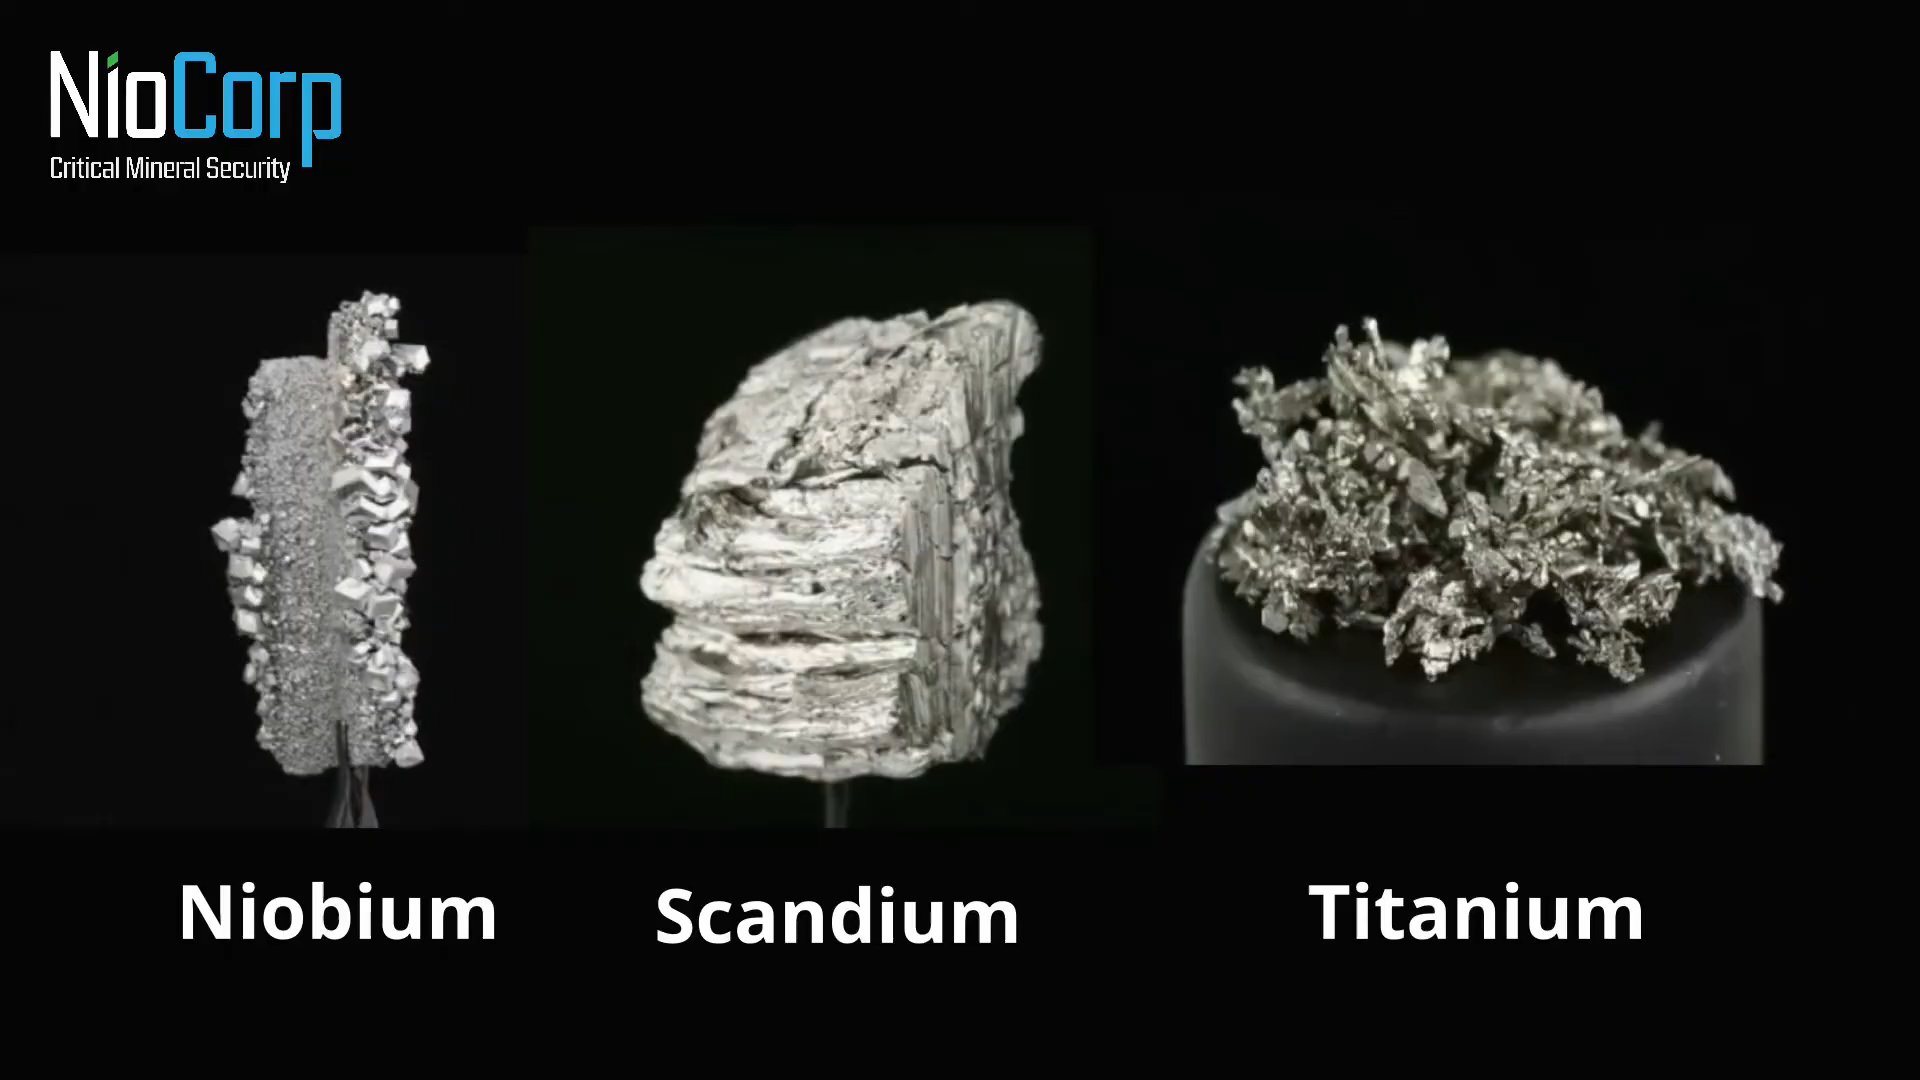 NioCorp
Critical Mineral Security
Niobium
Scandium
Titanium